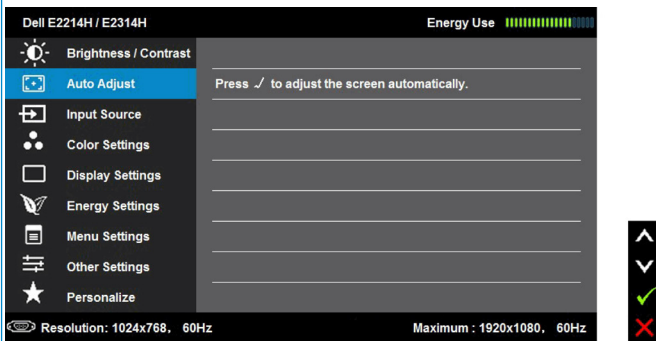 Dell E2214H / E2314H Energy Use
Brightness / Contrast
Auto Adjust Press ✓ to adjust the screen automatically.
Input Source
Color Settings
Display Settings
Energy Settings
Menu Settings
Other Settings
Personalize
Resolution: 1024x768, 60Hz Maximum : 1920x1080, 60Hz